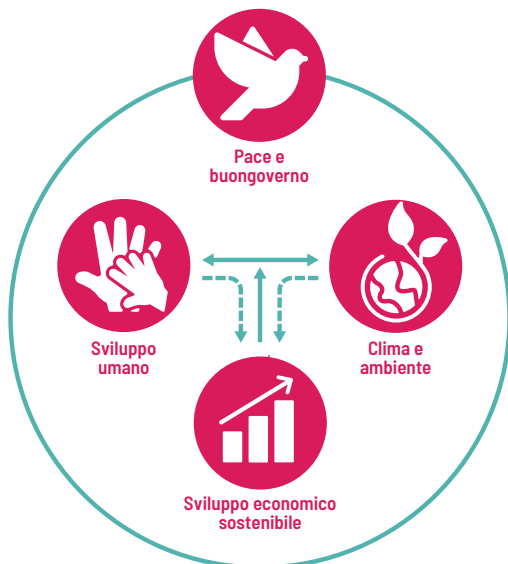 Pace e
buongoverno
Sviluppo
umano
Clima e
ambiente
Sviluppo economico
sostenibile